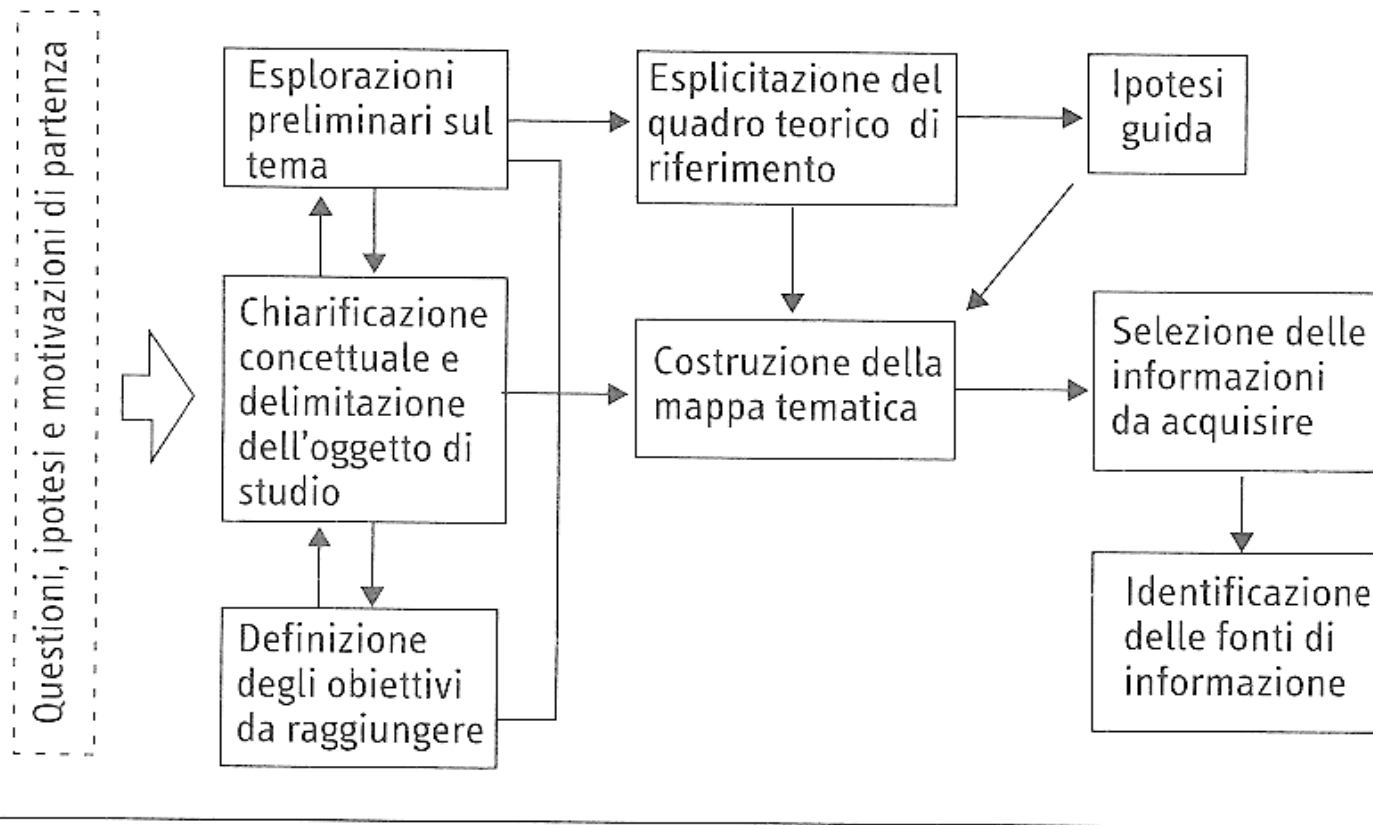 Questioni, ipotesi e motivazioni di partenza
Esplorazioni
preliminari sul
tema
Chiarificazione
concettuale e
delimitazione
dell'oggetto di
studio
Definizione
degli obiettivi
da raggiungere
Esplicitazione del
quadro teorico di
riferimento
Costruzione della
mappa tematica
Ipotesi
guida
Selezione delle
informazioni
da acquisire
Identificazione
delle fonti di
informazione